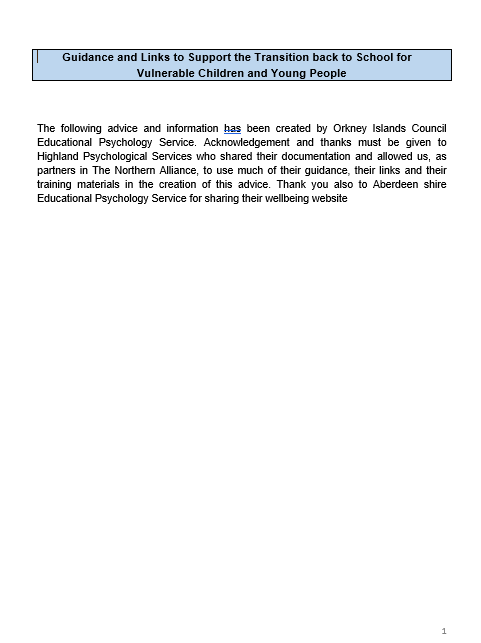 Guidance and Links to Support the Transition back to School for
Vulnerable Children and Young People
The following advice and information has been created by Orkney Islands Council
Educational Psychology Service. Acknowledgement and thanks must be given to
Highland Psychological Services who shared their documentation and allowed us, as
partners in The Northern Alliance, to use much of their guidance, their links and their
training materials in the creation of this advice. Thank you also to Aberdeen shire
Educational Psychology Service for sharing their wellbeing website
1